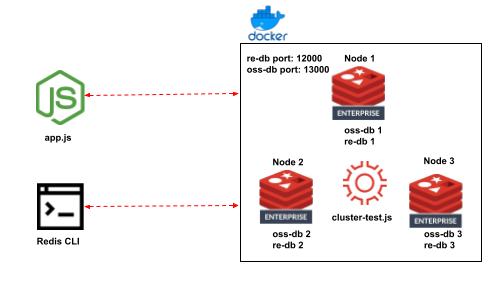 docker
re-db port: 12000
oss-db port: 13000
Node 1
ENTERPRISE
oss-db 1
re-db 1
JS
app.js
Node 2
ENTERPRISE
oss-db 2
re-db 2
cluster-test.js
Node 3
ENTERPRISE
oss-db 3
re-db 3
>_
Redis CLI